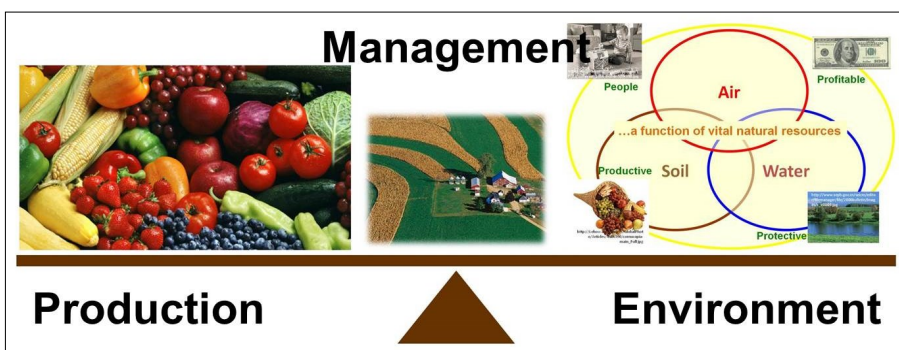 Management
People
Profitable
Air
...a function of vital natural resources
Productive
Soil
Water
Protective
Production
Environment